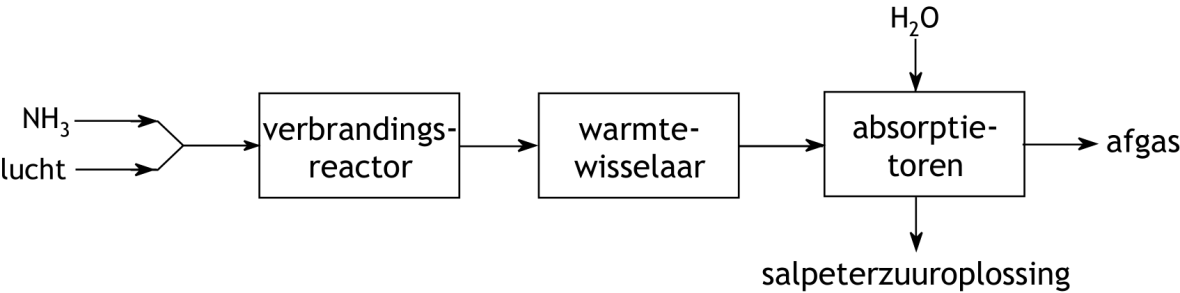 H₂O
NH₃
lucht
verbrandings-
reactor
warmte-
wisselaar
absorptie-
toren
afgas
salpeterzuuroplossing